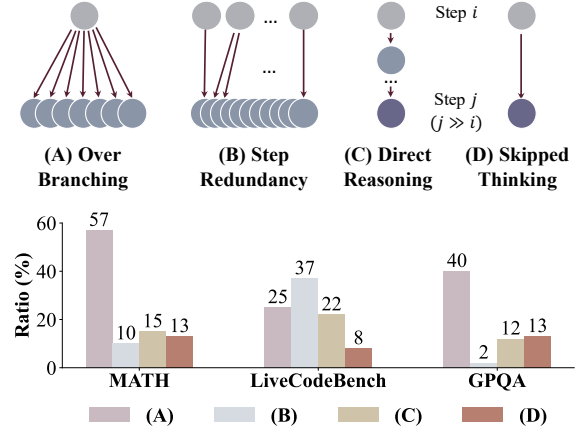 ...
Step i
...
...
Step j
(j ≫ i)
(A) Over
Branching
(B) Step
Redundancy
(C) Direct
Reasoning
(D) Skipped
Thinking
Ratio (%)
60
40
20
0
57
10
15
13
25
37
22
8
40
2
12
13
MATH
LiveCodeBench
GPQA
(A)
(B)
(C)
(D)